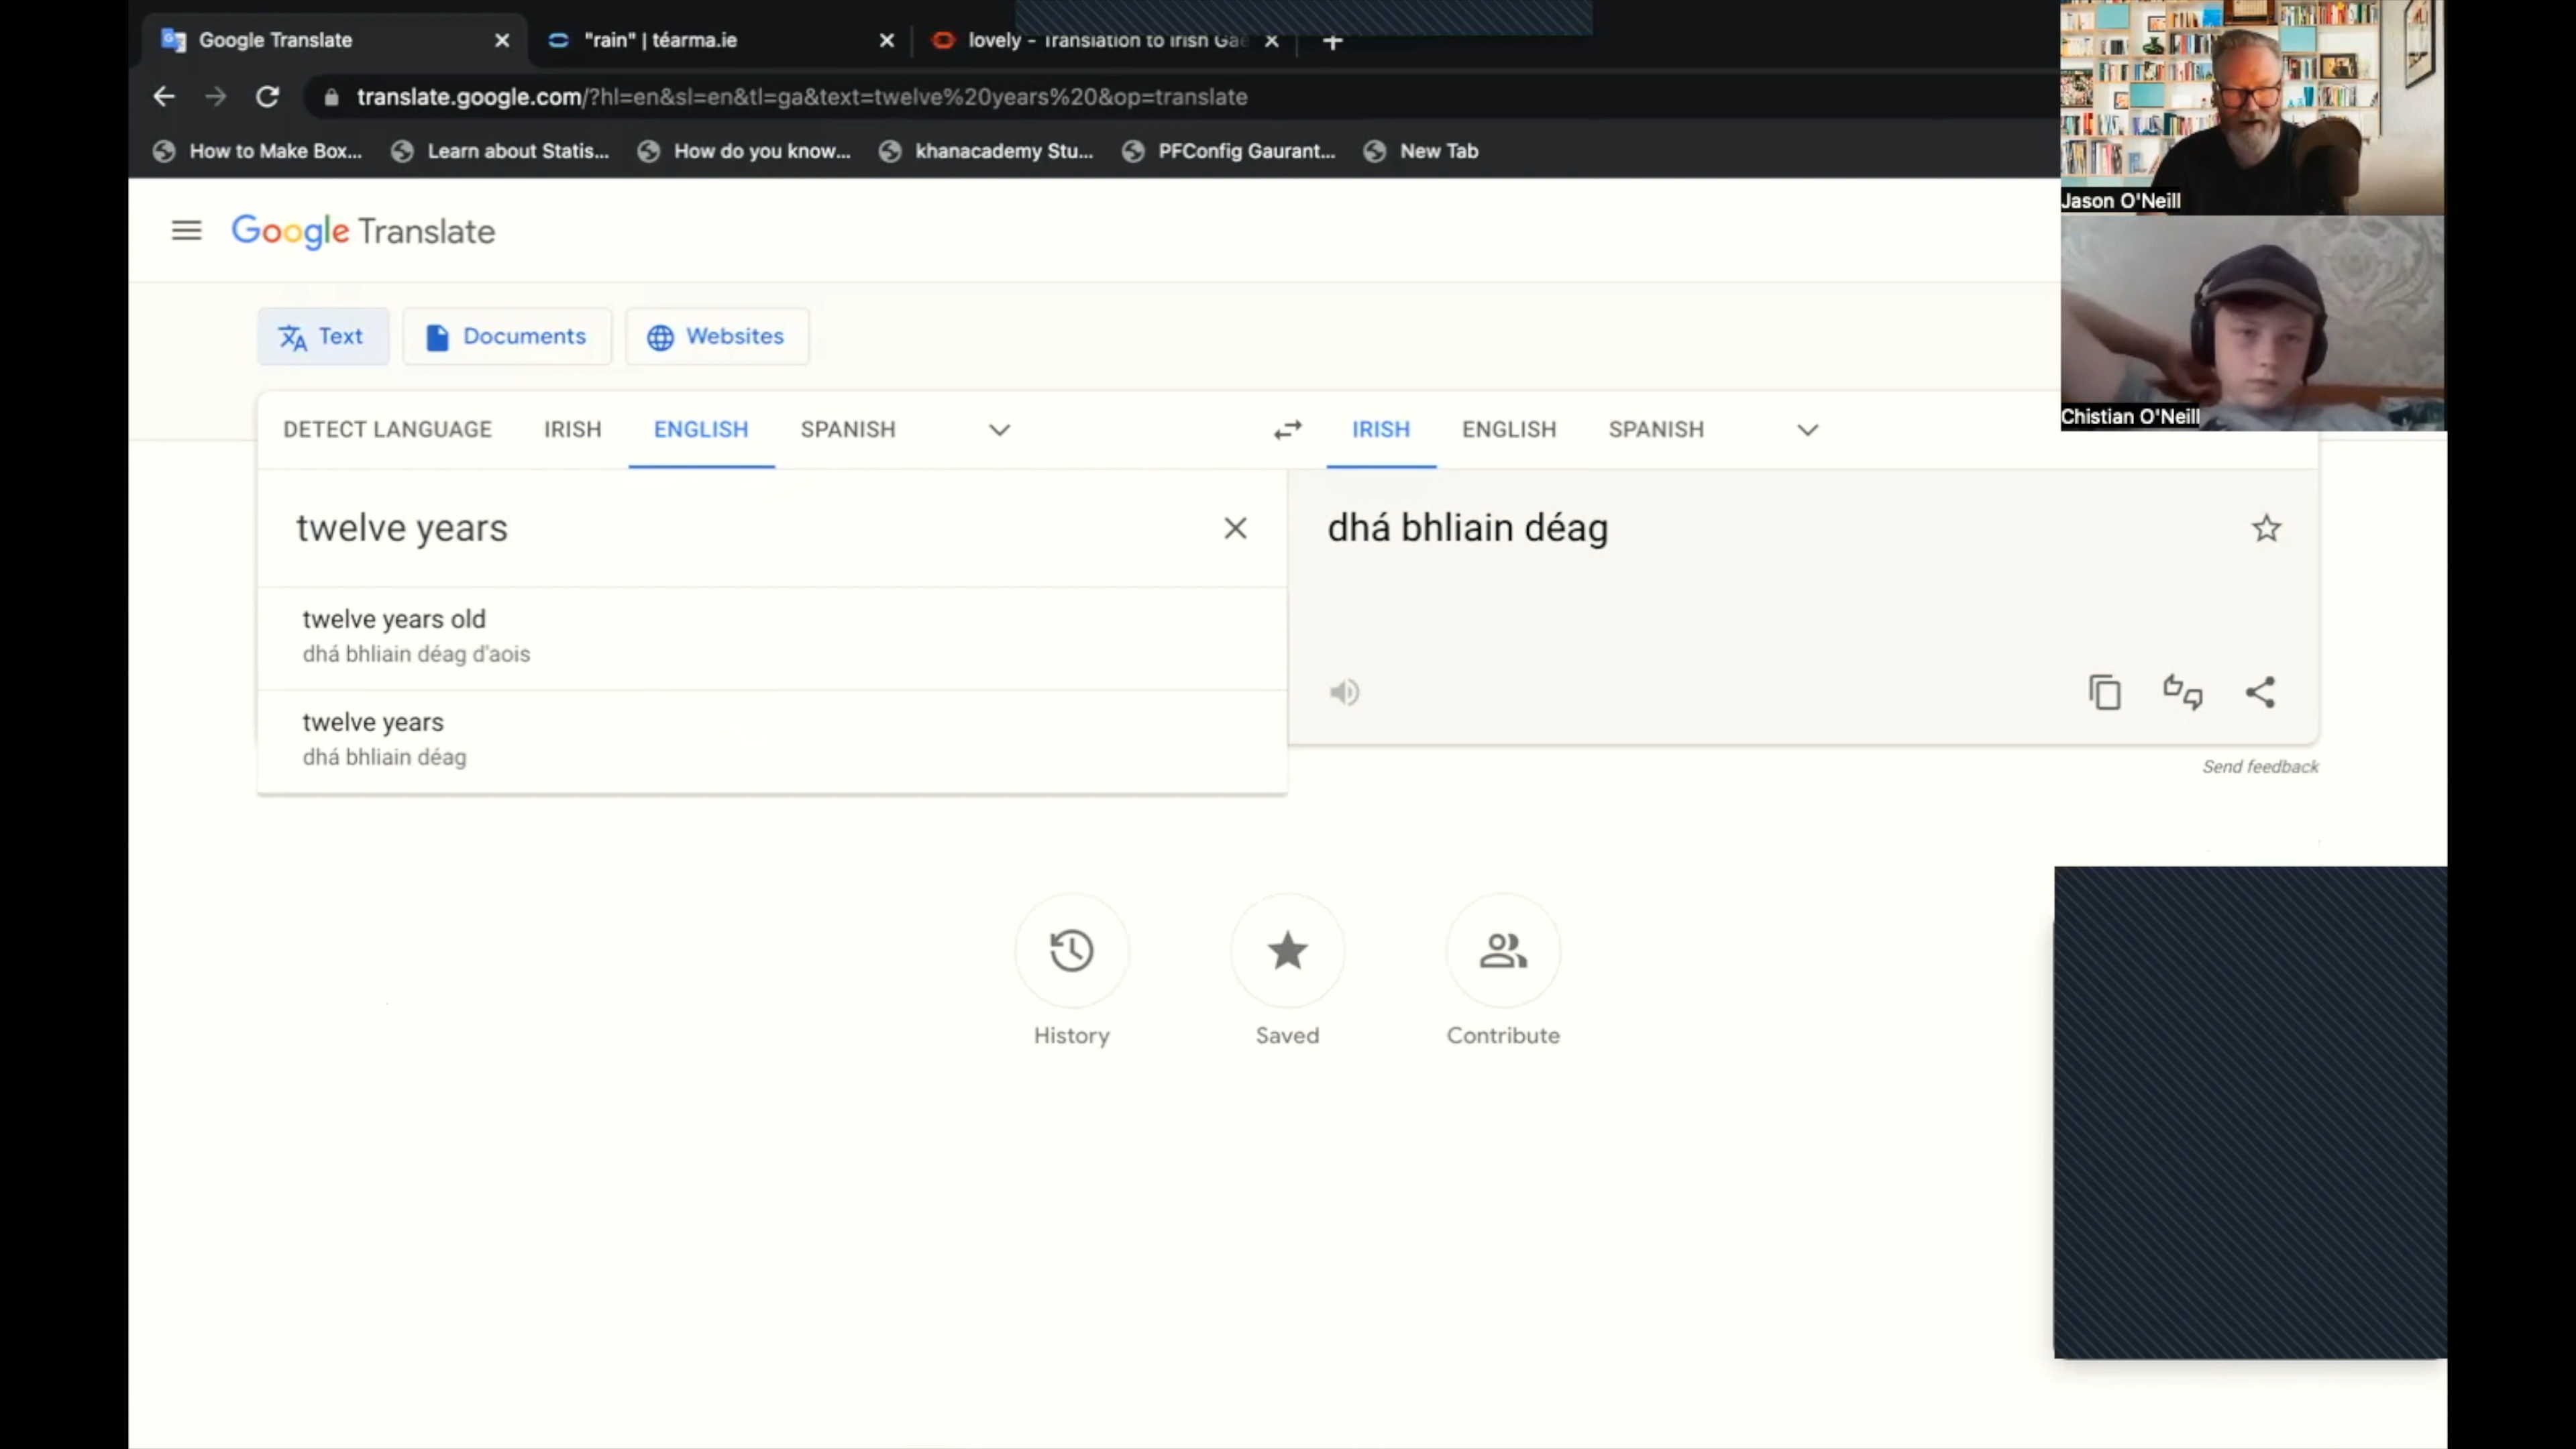 Google Translate
"rain" | téarma.ie
lovely - Translation to Irish Gae
translate.google.com/?hl=en&sl=en&tl=ga&text=twelve%20years%20&op=translate
How to Make Box...
Learn about Statis...
How do you know...
khanacademy Stu...
PFConfig Gaurant...
New Tab
Jason O'Neill
Google Translate
Text
Documents
Websites
Chistian O'Neill
DETECT LANGUAGE
IRISH
ENGLISH
SPANISH
IRISH
ENGLISH
SPANISH
twelve years
dhá bhliain déag
twelve years old
dhá bhliain déag d'aois
twelve years
dhá bhliain déag
Send feedback
History
Saved
Contribute